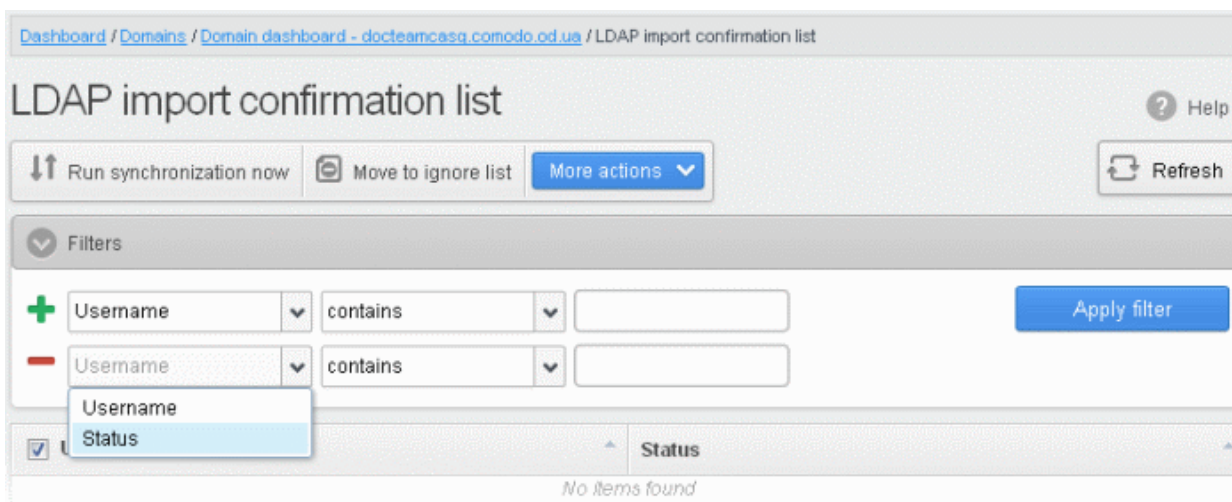 Dashboard / Domains / Domain dashboard - docteamcasq.comodo.od.ua / LDAP import confirmation list
LDAP import confirmation list
Help
Run synchronization now Move to ignore list More actions Refresh
Filters
Username contains Apply filter
Username contains
Username
Status
U Status
No items found